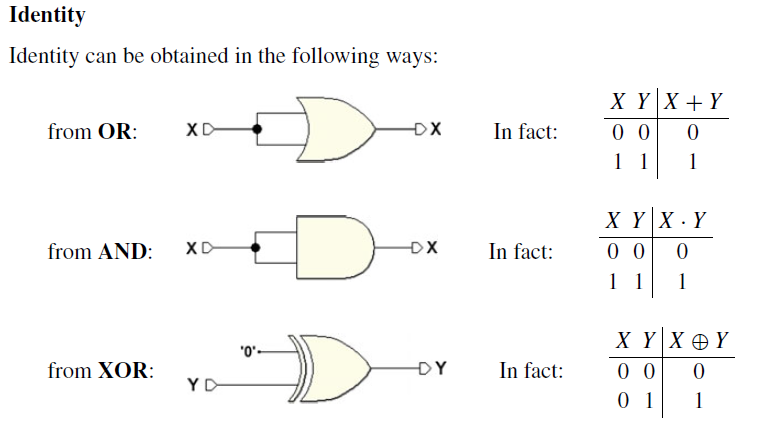 Identity
Identity can be obtained in the following ways:
X Y X + Y
from OR: X X In fact: 0 0 0
1 1 1
X Y X · Y
from AND: X X In fact: 0 0 0
1 1 1
X Y X ⊕ Y
'0'
from XOR: Y Y In fact: 0 0 0
0 1 1